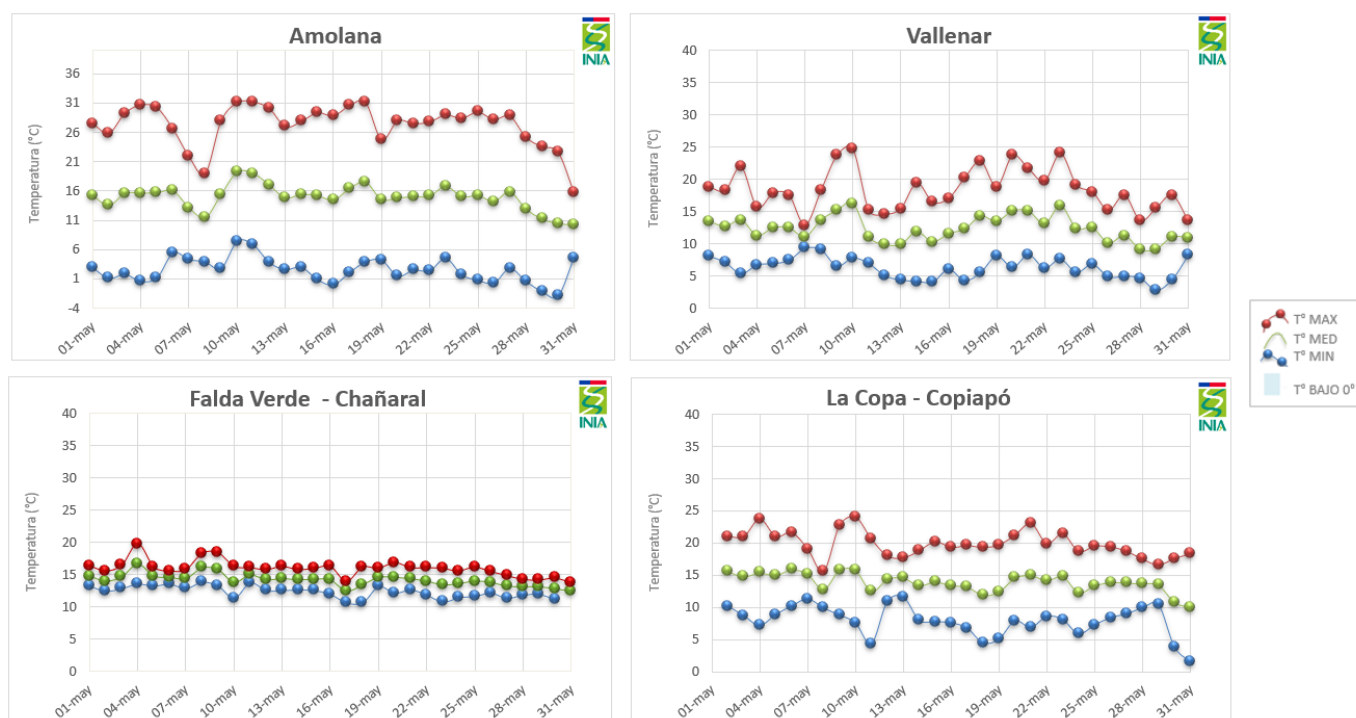 Amolana
INIA
Temperatura (°C)
36
31
26
21
16
11
6
1
-4
01-may
04-may
07-may
10-may
13-may
16-may
19-may
22-may
25-may
28-may
31-may
Vallenar
INIA
Temperatura (°C)
40
35
30
25
20
15
10
5
0
01-may
04-may
07-may
10-may
13-may
16-may
19-may
22-may
25-may
28-may
31-may
T° MAX
T° MED
T° MIN
T° BAJO 0°
Falda Verde - Chañaral
INIA
Temperatura (°C)
40
35
30
25
20
15
10
5
0
01-may
04-may
07-may
10-may
13-may
16-may
19-may
22-may
25-may
28-may
31-may
La Copa - Copiapó
INIA
Temperatura (°C)
40
35
30
25
20
15
10
5
0
01-may
04-may
07-may
10-may
13-may
16-may
19-may
22-may
25-may
28-may
31-may